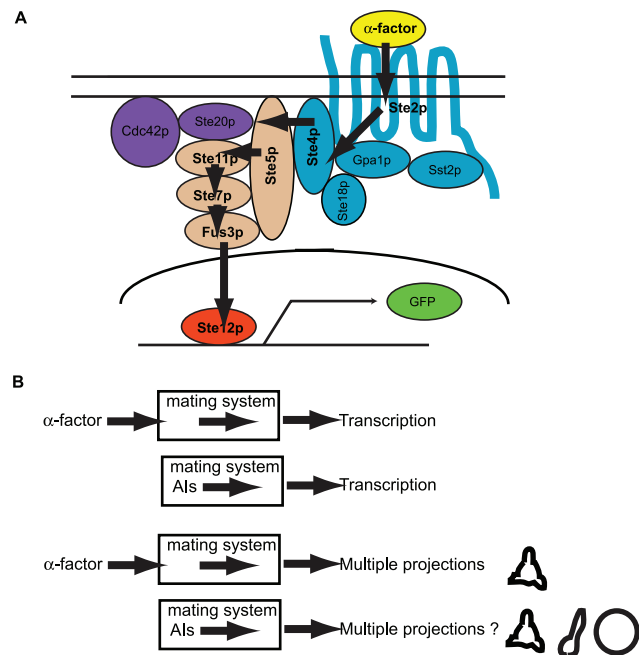 A
α-factor
Ste2p
Cdc42p
Ste20p
Ste11p
Ste7p
Fus3p
Ste5p
Ste4p
Ste18p
Gpa1p
Sst2p
Ste12p
GFP
B
α-factor
mating system
Transcription
mating system
AIs
Transcription
α-factor
mating system
Multiple projections
mating system
AIs
Multiple projections ?